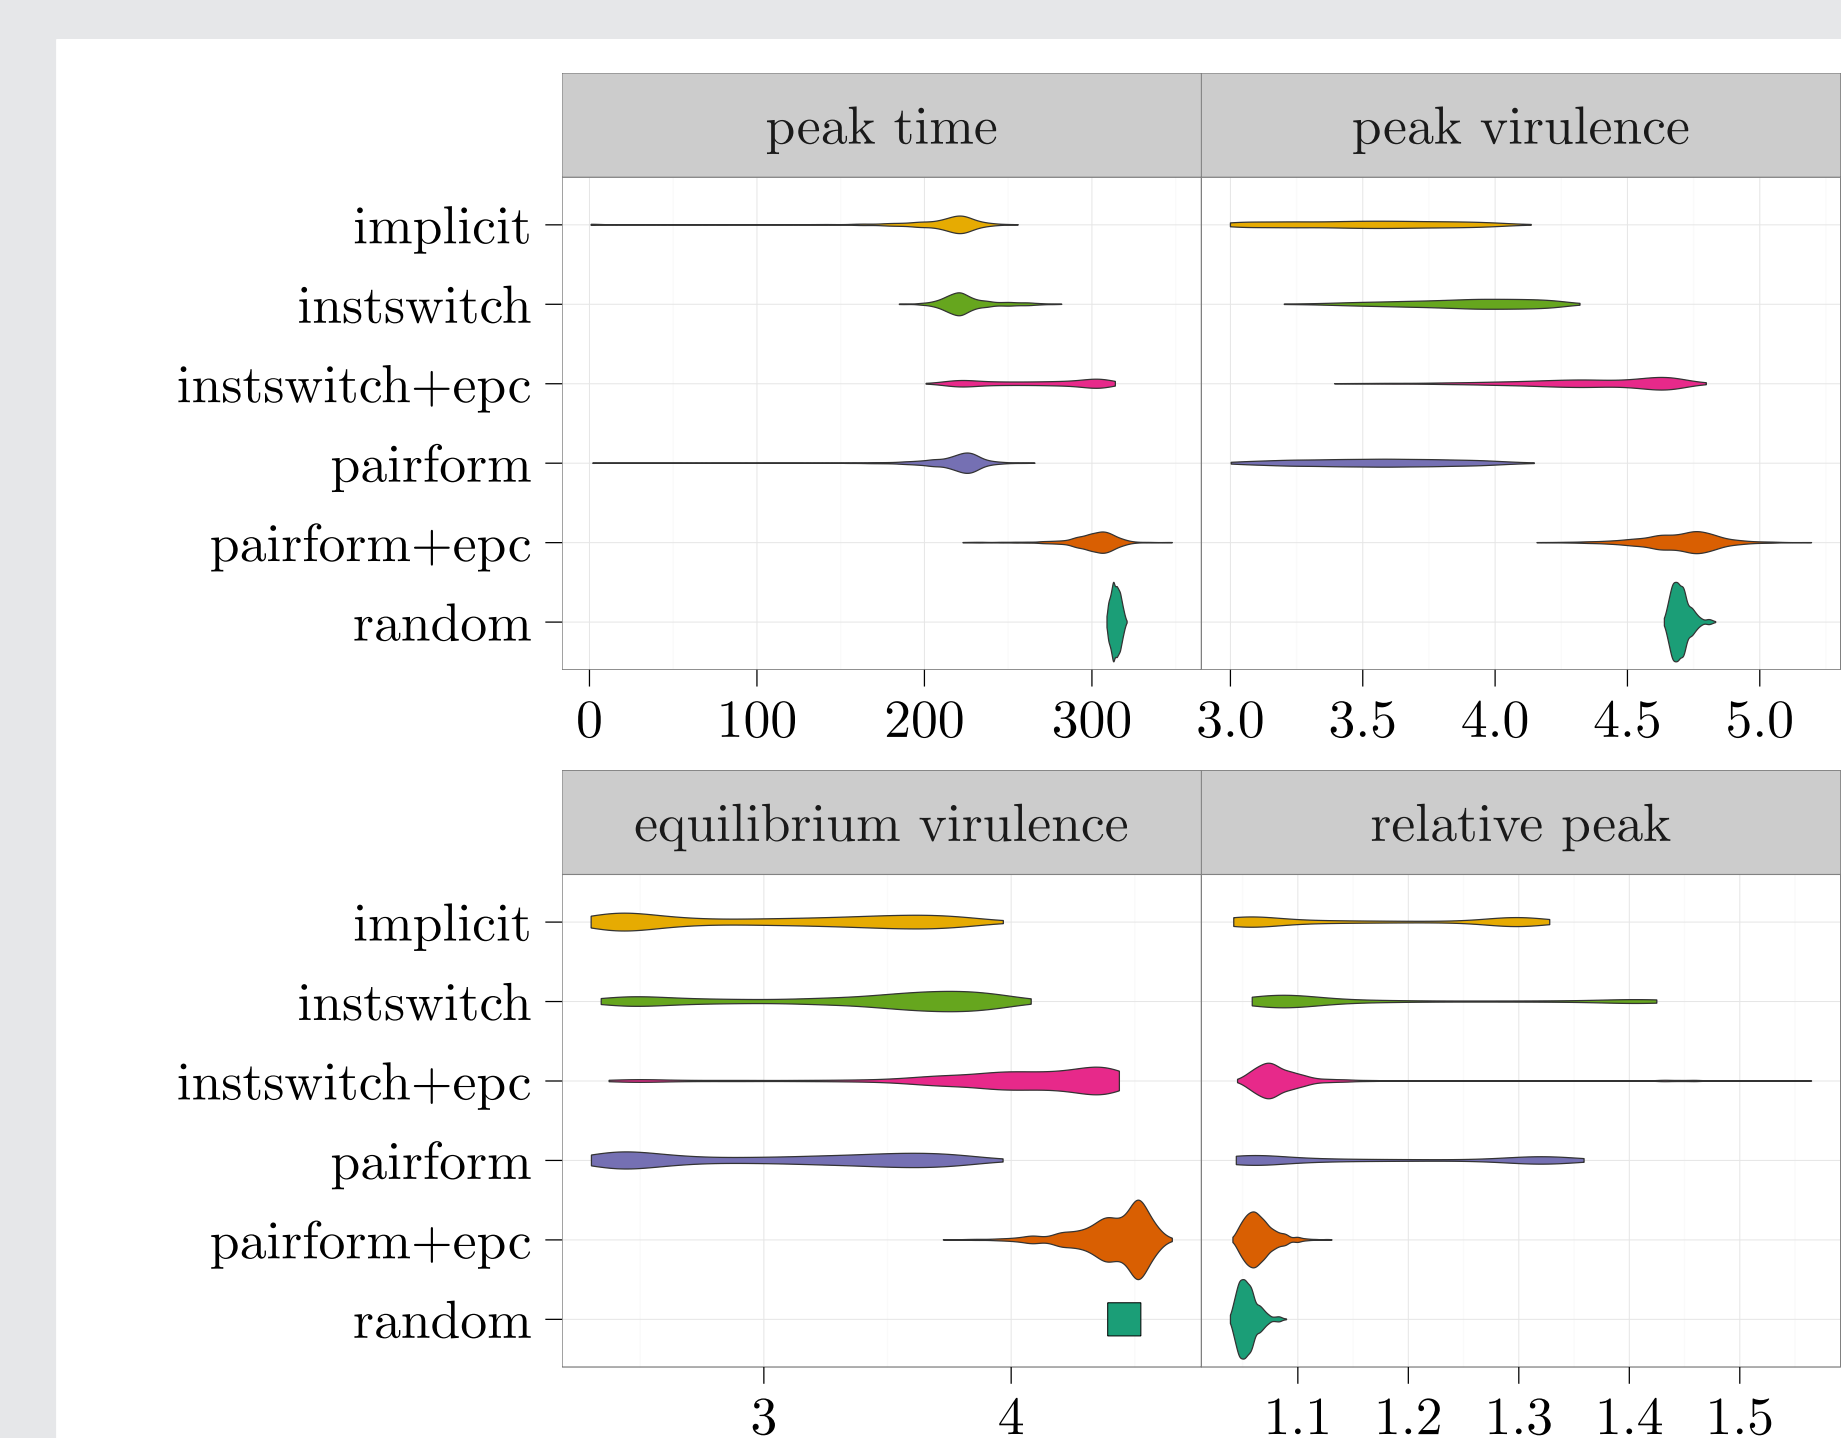 peak time peak virulence
implicit
instswitch
instswitch+epc
pairform
pairform+epc
random
0 100 200 300 3.0 3.5 4.0 4.5 5.0
equilibrium virulence relative peak
implicit
instswitch
instswitch+epc
pairform
pairform+epc
random
3 4 1.1 1.2 1.3 1.4 1.5